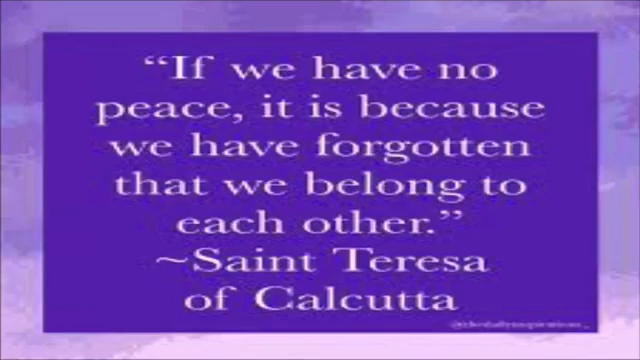 “If we have no
peace, it is because
we have forgotten
that we belong to
each other.”
~Saint Teresa
of Calcutta